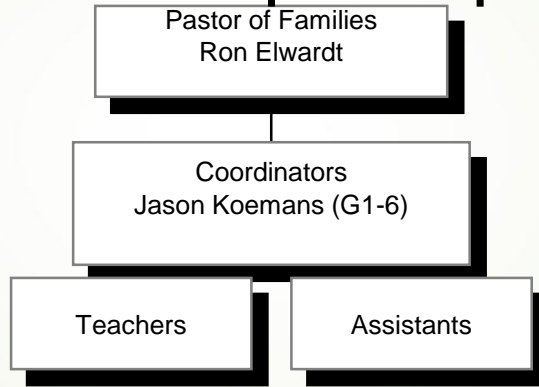 Pastor of Families
Ron Elwardt
Coordinators
Jason Koemans (G1-6)
Teachers
Assistants